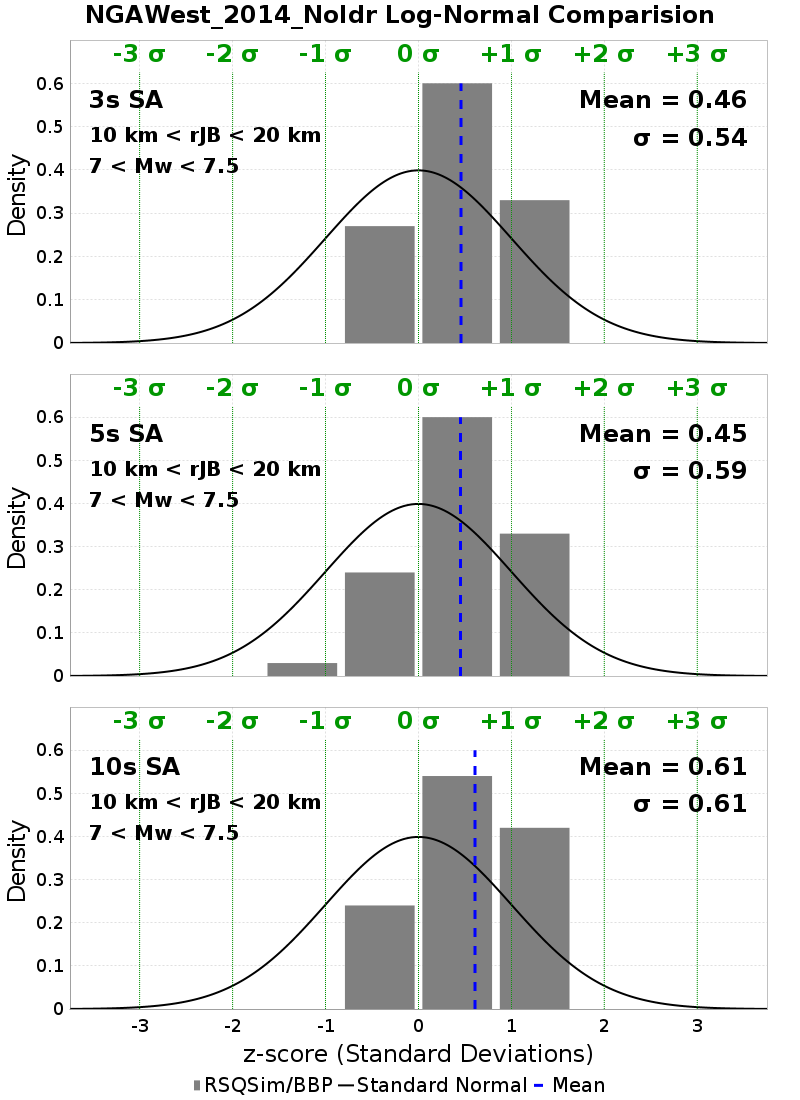 NGAWest_2014_NoIdr Log-Normal Comparision
-3 σ -2 σ -1 σ 0 σ +1 σ +2 σ +3 σ
3s SA
10 km < rJB < 20 km
7 < Mw < 7.5
Mean = 0.46
σ = 0.54
Density
0.6
0.5
0.4
0.3
0.2
0.1
0
-3 σ -2 σ -1 σ 0 σ +1 σ +2 σ +3 σ
5s SA
10 km < rJB < 20 km
7 < Mw < 7.5
Mean = 0.45
σ = 0.59
Density
0.6
0.5
0.4
0.3
0.2
0.1
0
-3 σ -2 σ -1 σ 0 σ +1 σ +2 σ +3 σ
10s SA
10 km < rJB < 20 km
7 < Mw < 7.5
Mean = 0.61
σ = 0.61
Density
0.6
0.5
0.4
0.3
0.2
0.1
0
-3 -2 -1 0 1 2 3
z-score (Standard Deviations)
RSQSim/BBP Standard Normal Mean